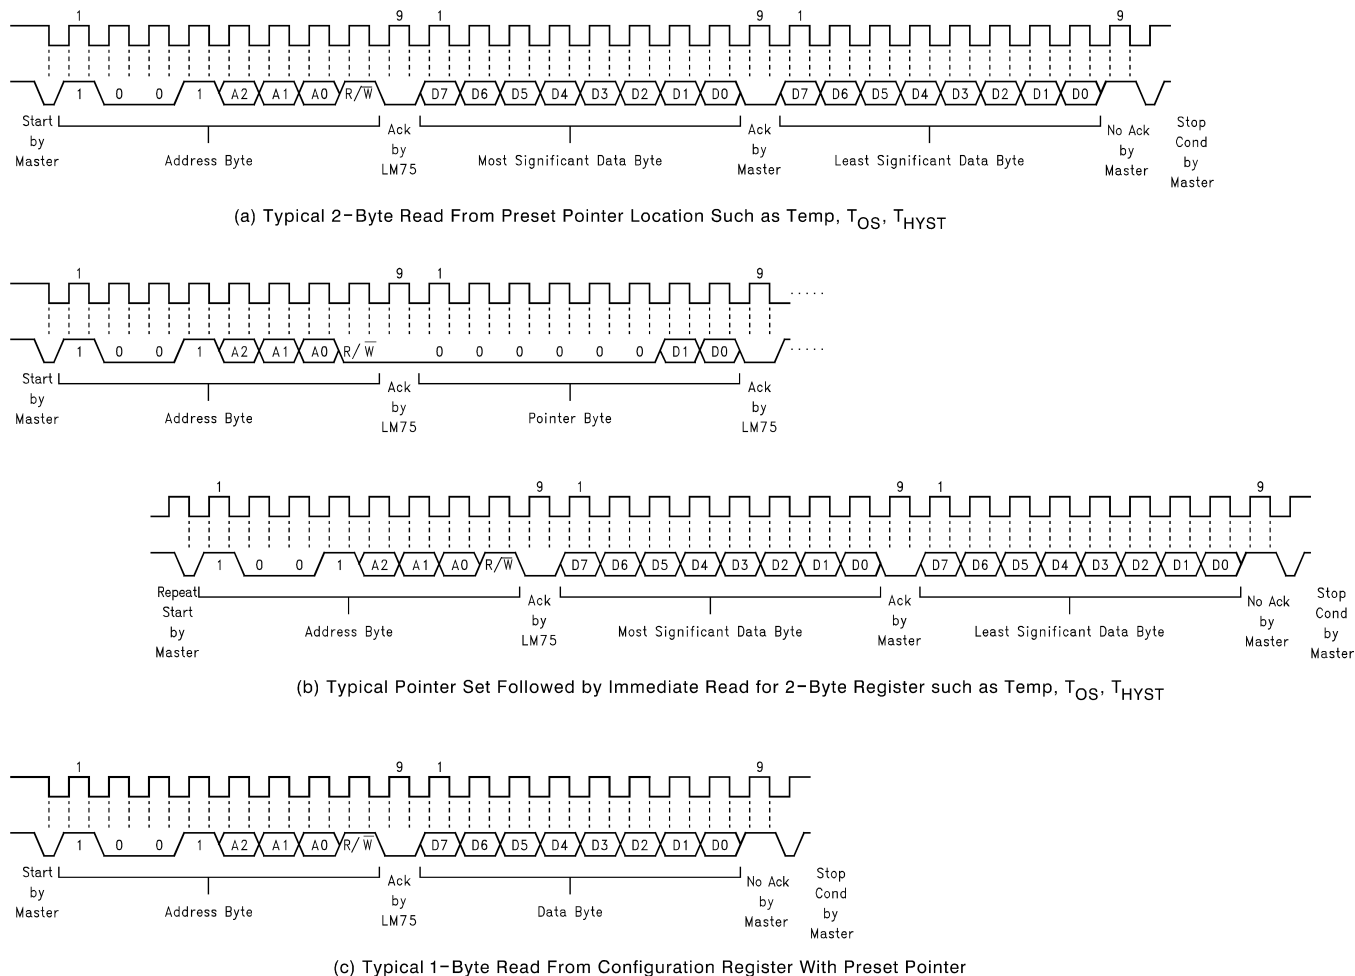 1 9 1 9 1 9
1 0 0 1 A2 A1 A0 R/W̅ D7 D6 D5 D4 D3 D2 D1 D0 D7 D6 D5 D4 D3 D2 D1 D0
Start by Master
Address Byte
Ack by LM75
Most Significant Data Byte
Ack by Master
Least Significant Data Byte
No Ack by Master
Stop Cond by Master
(a) Typical 2-Byte Read From Preset Pointer Location Such as Temp, TOS, THYST
1 9 1 9 .....
1 0 0 1 A2 A1 A0 R/W̅ 0 0 0 0 0 0 D1 D0 .....
Start by Master
Address Byte
Ack by LM75
Pointer Byte
Ack by LM75
1 9 1 9 1 9
1 0 0 1 A2 A1 A0 R/W̅ D7 D6 D5 D4 D3 D2 D1 D0 D7 D6 D5 D4 D3 D2 D1 D0
Repeat Start by Master
Address Byte
Ack by LM75
Most Significant Data Byte
Ack by Master
Least Significant Data Byte
No Ack by Master
Stop Cond by Master
(b) Typical Pointer Set Followed by Immediate Read for 2-Byte Register such as Temp, TOS, THYST
1 9 1 9
1 0 0 1 A2 A1 A0 R/W̅ D7 D6 D5 D4 D3 D2 D1 D0
Start by Master
Address Byte
Ack by LM75
Data Byte
No Ack by Master
Stop Cond by Master
(c) Typical 1-Byte Read From Configuration Register With Preset Pointer